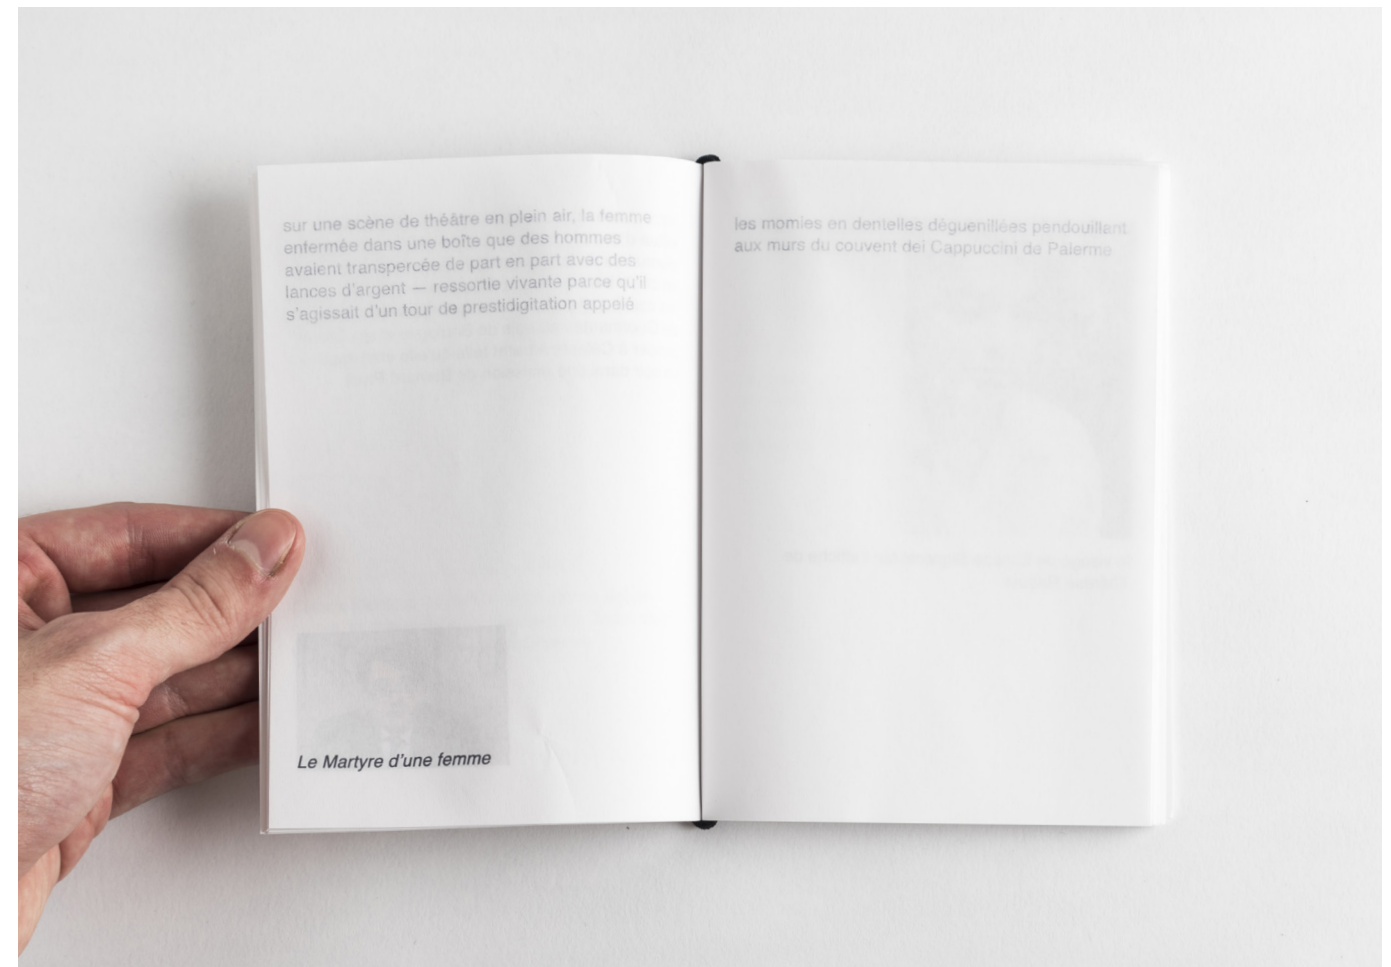 sur une scène de théâtre en plein air, la femme
enfermée dans une boîte que des hommes
avaient transpercée de part en part avec des
lances d'argent — ressortie vivante parce qu'il
s'agissait d'un tour de prestidigitation appelé
Le Martyre d'une femme
les momies en dentelles déguenillées pendouillant
aux murs du couvent dei Cappuccini de Palerme